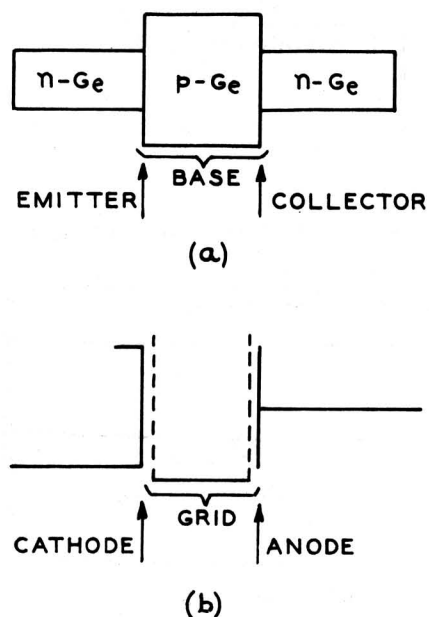 n-Ge p-Ge n-Ge
BASE
EMITTER COLLECTOR
(a)
GRID
CATHODE ANODE
(b)